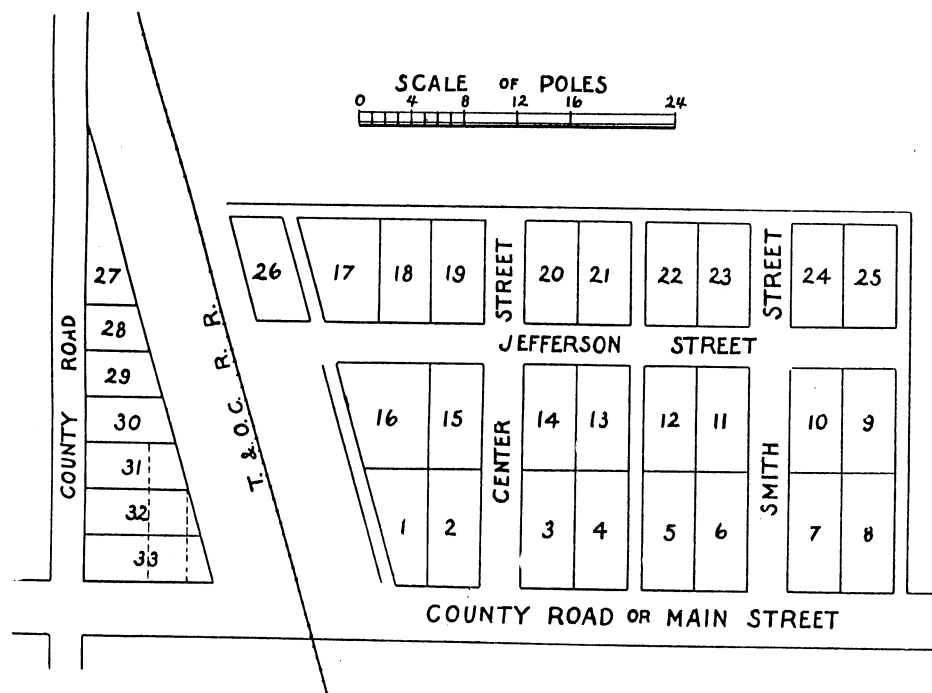 SCALE OF POLES
0 4 8 12 16 24
26 17 18 19 20 21 22 23 24 25
STREET
STREET
JEFFERSON STREET
27
28
29
30
31
32
33
COUNTY ROAD
T. & O.C. R. R.
16 15 14 13 12 11 10 9
CENTER
SMITH
1 2 3 4 5 6 7 8
COUNTY ROAD OR MAIN STREET